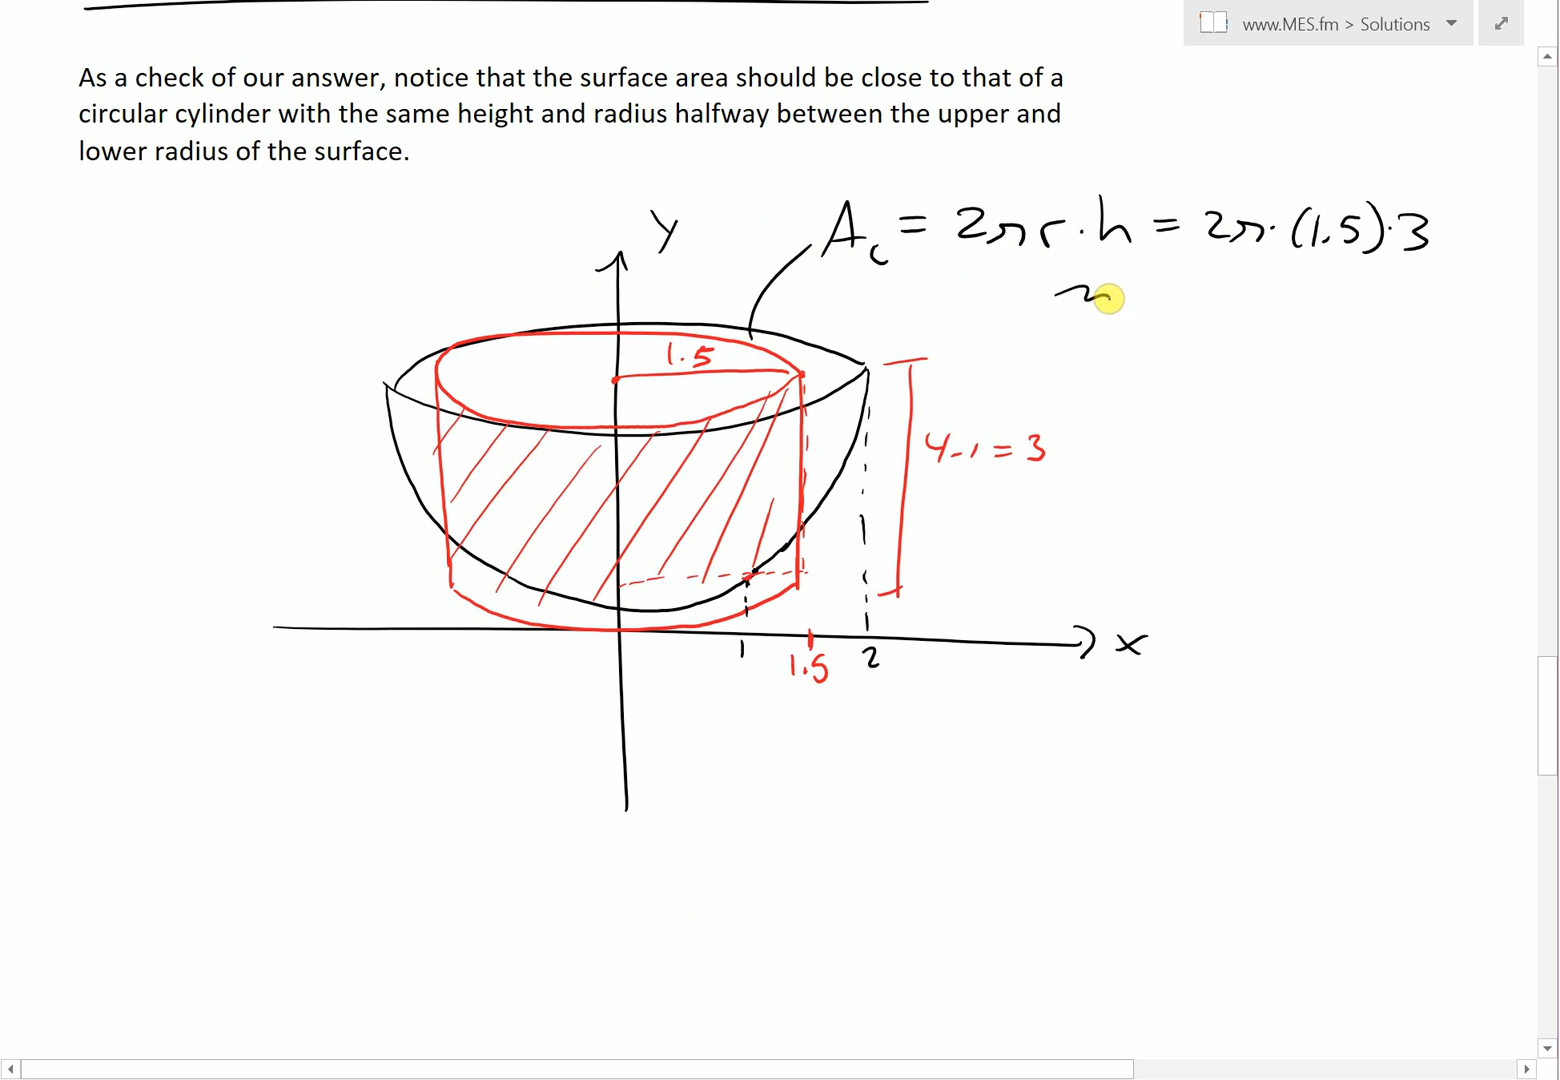 www.MES.fm > Solutions
As a check of our answer, notice that the surface area should be close to that of a
circular cylinder with the same height and radius halfway between the upper and
lower radius of the surface.
y
A_c = 2πr·h = 2π·(1.5)·3
≈
1.5
4-1=3
1
1.5
2
x